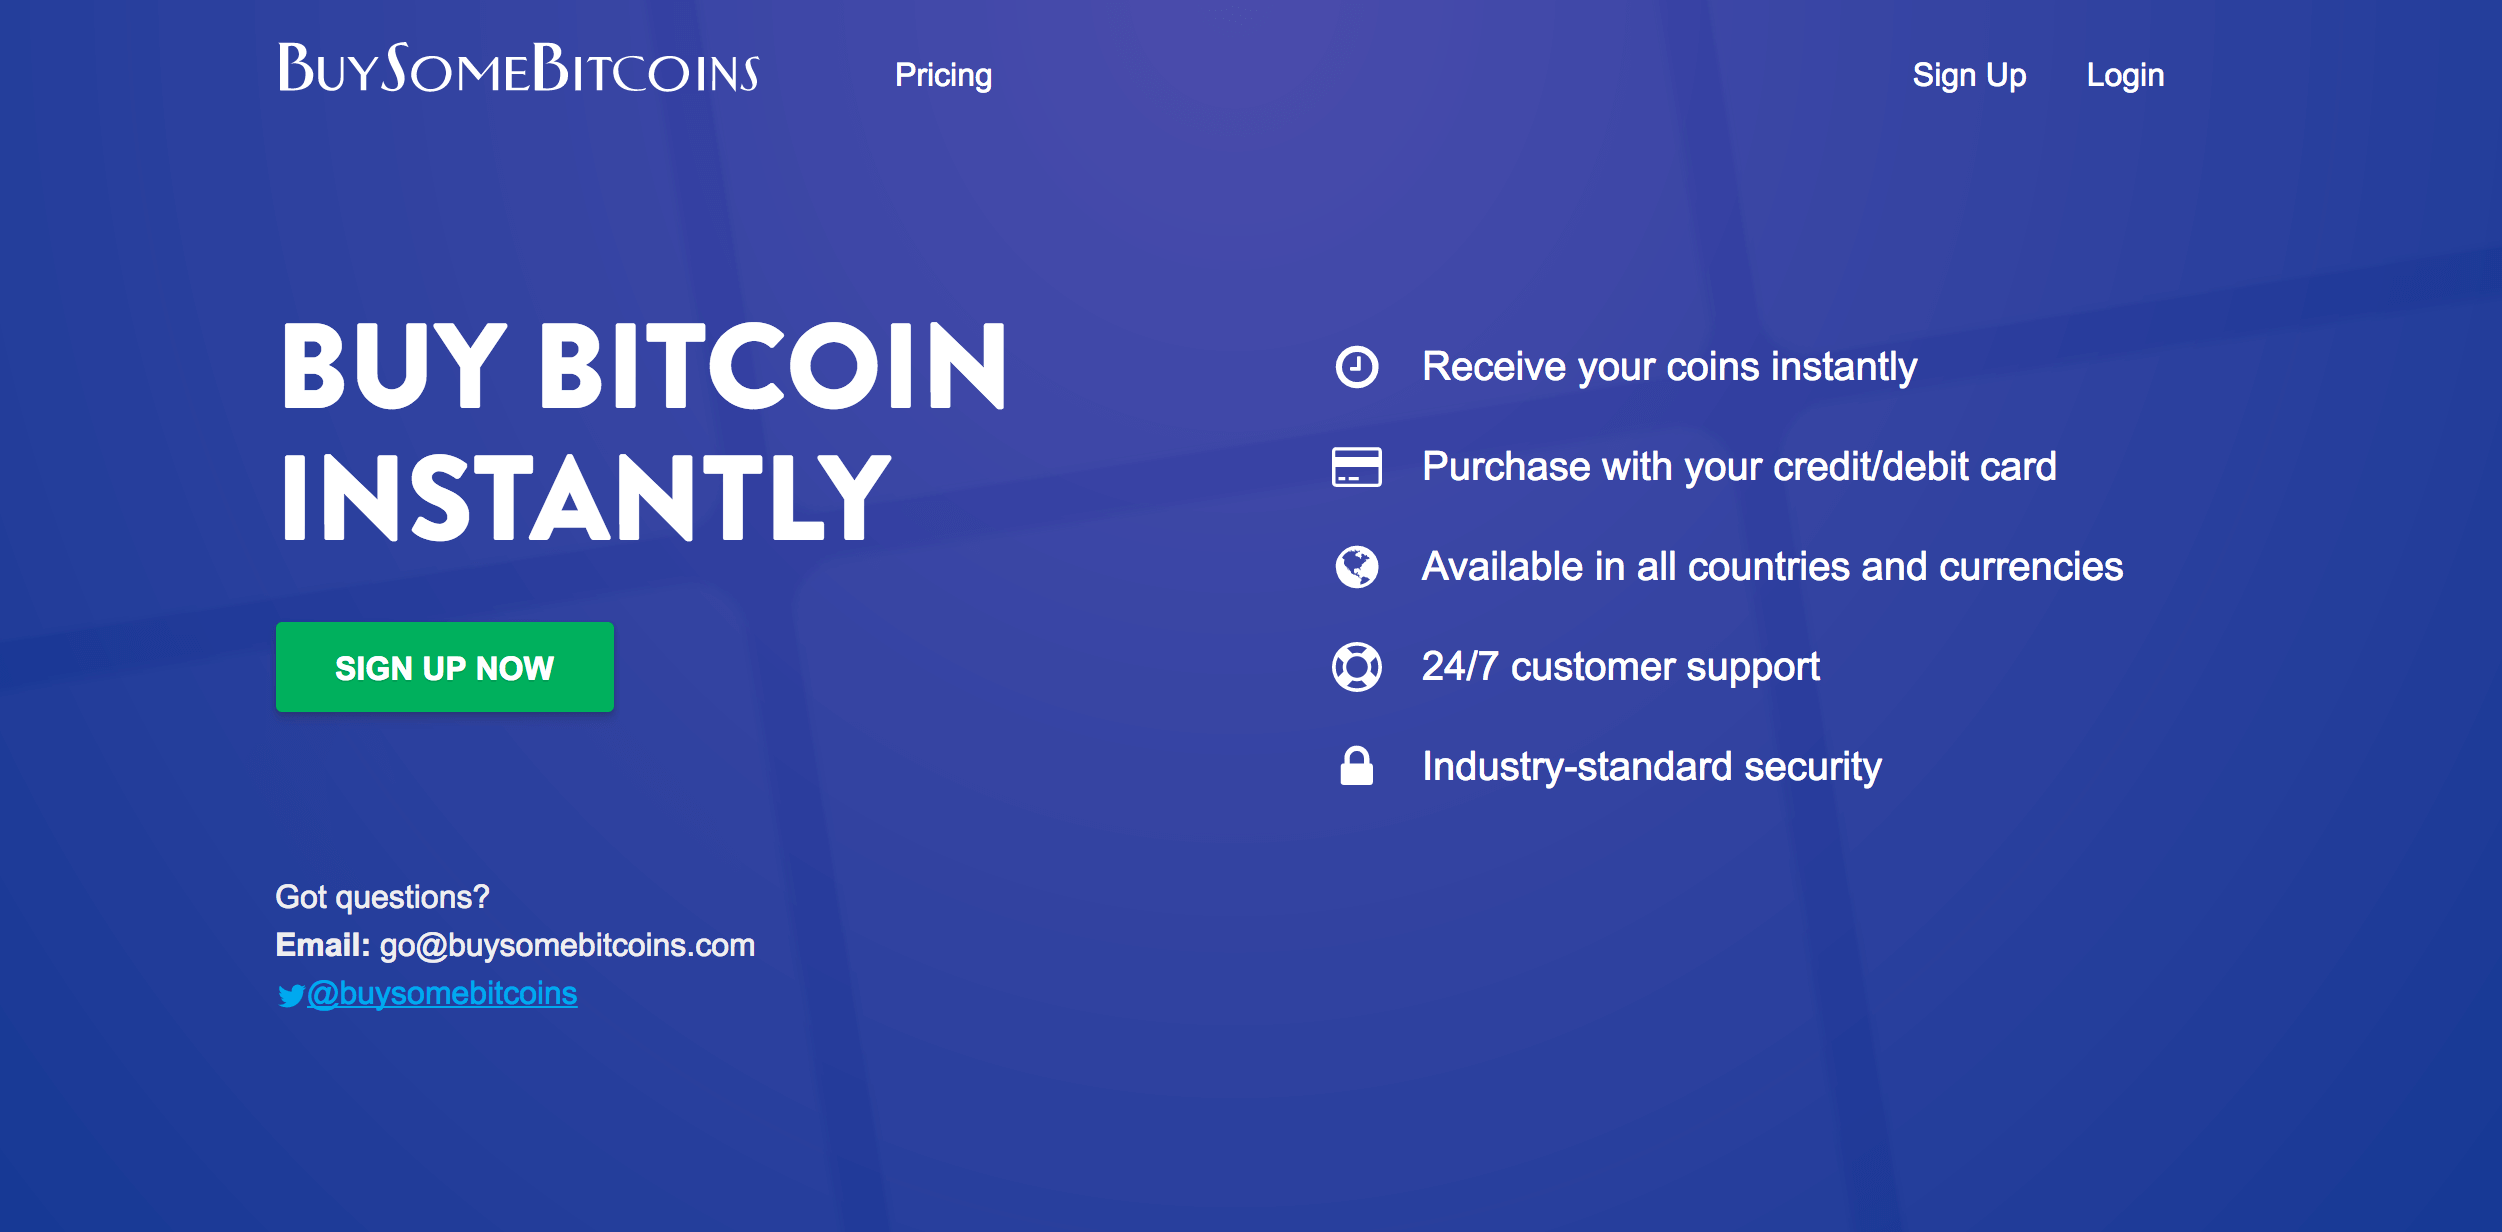 BuySomeBitcoins
Pricing
Sign Up
Login
BUY BITCOIN
INSTANTLY
SIGN UP NOW
Receive your coins instantly
Purchase with your credit/debit card
Available in all countries and currencies
24/7 customer support
Industry-standard security
Got questions?
Email: go@buysomebitcoins.com
@buysomebitcoins